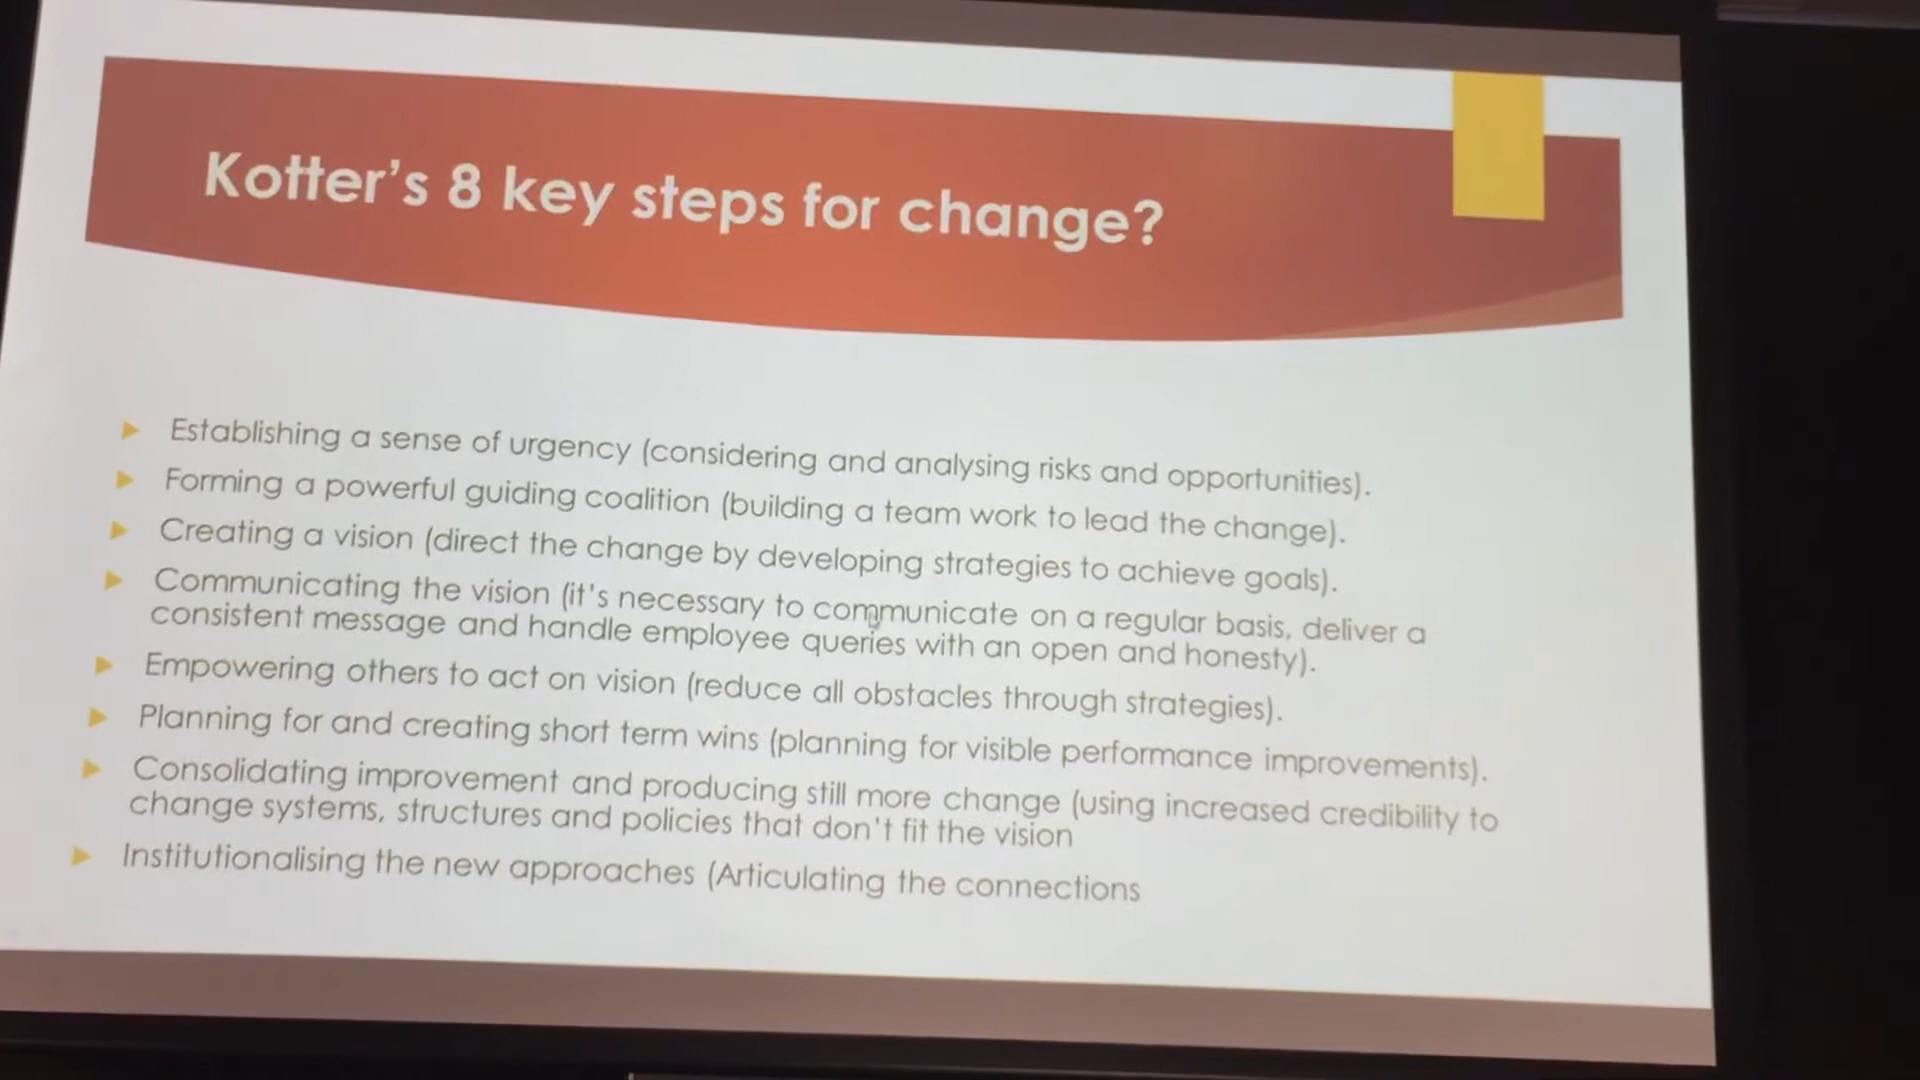 Kotter's 8 key steps for change?
Establishing a sense of urgency (considering and analysing risks and opportunities).
Forming a powerful guiding coalition (building a team work to lead the change).
Creating a vision (direct the change by developing strategies to achieve goals).
Communicating the vision (it's necessary to communicate on a regular basis, deliver a
consistent message and handle employee queries with an open and honesty).
Empowering others to act on vision (reduce all obstacles through strategies).
Planning for and creating short term wins (planning for visible performance improvements).
Consolidating improvement and producing still more change (using increased credibility to
change systems, structures and policies that don't fit the vision
Institutionalising the new approaches (Articulating the connections